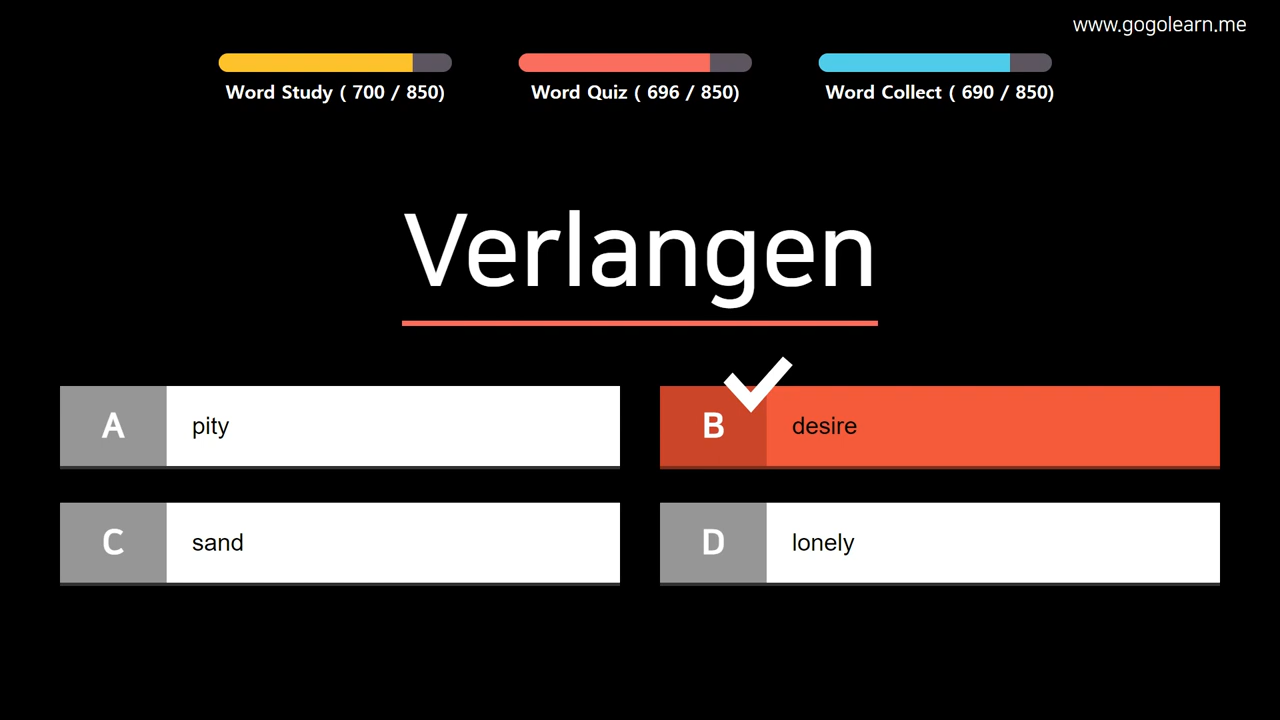 www.gogolearn.me
Word Study ( 700 / 850)
Word Quiz ( 696 / 850)
Word Collect ( 690 / 850)
Verlangen
A pity
B desire
C sand
D lonely